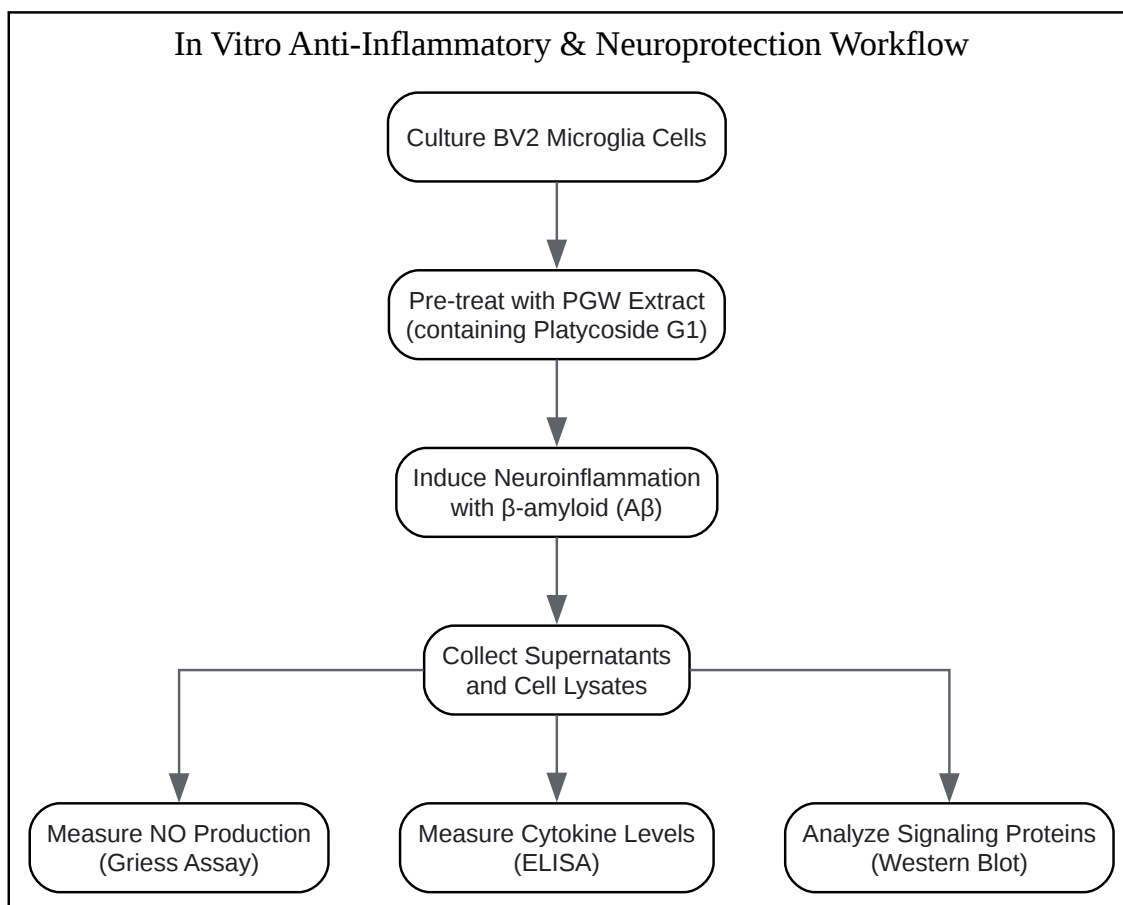 In Vitro Anti-Inflammatory & Neuroprotection Workflow
Culture BV2 Microglia Cells
Pre-treat with PGW Extract
(containing Platycoside G1)
Induce Neuroinflammation
with β-amyloid (Aβ)
Collect Supernatants
and Cell Lysates
Measure NO Production
(Griess Assay)
Measure Cytokine Levels
(ELISA)
Analyze Signaling Proteins
(Western Blot)